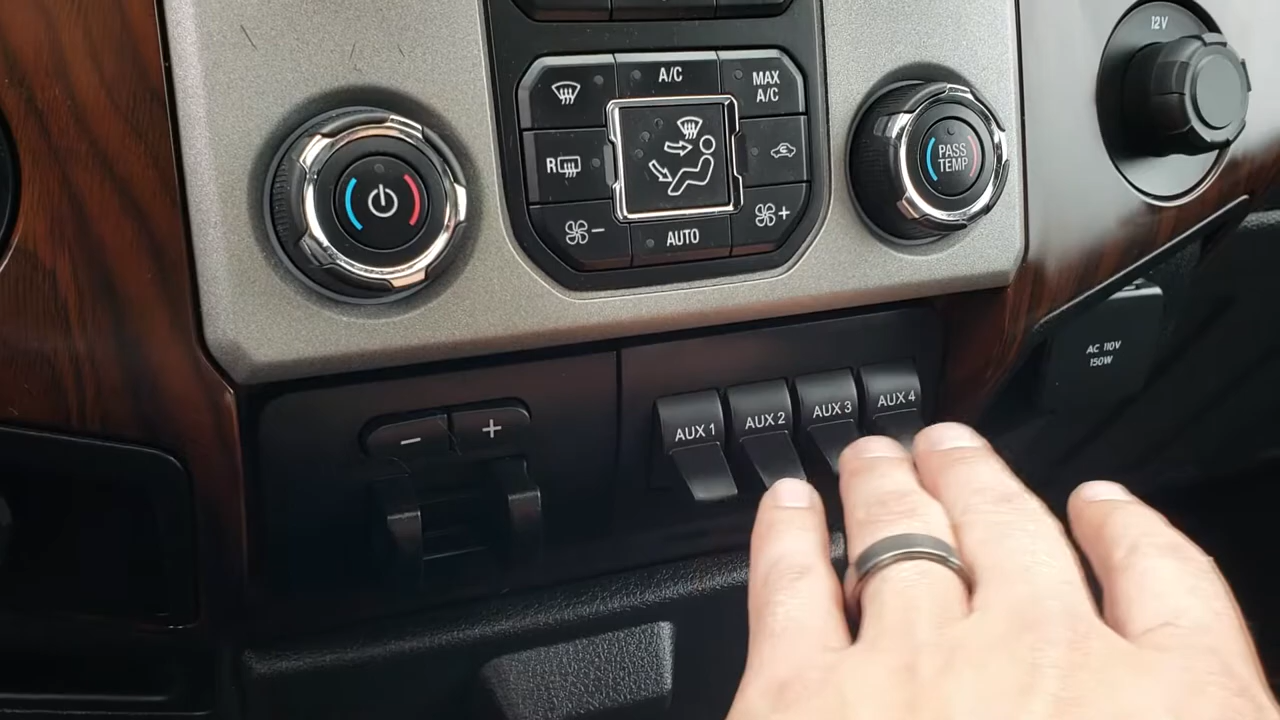 12V
A/C
MAX
A/C
R
PASS
TEMP
-
+
AUTO
AC 110V
150W
- +
AUX 1
AUX 2
AUX 3
AUX 4